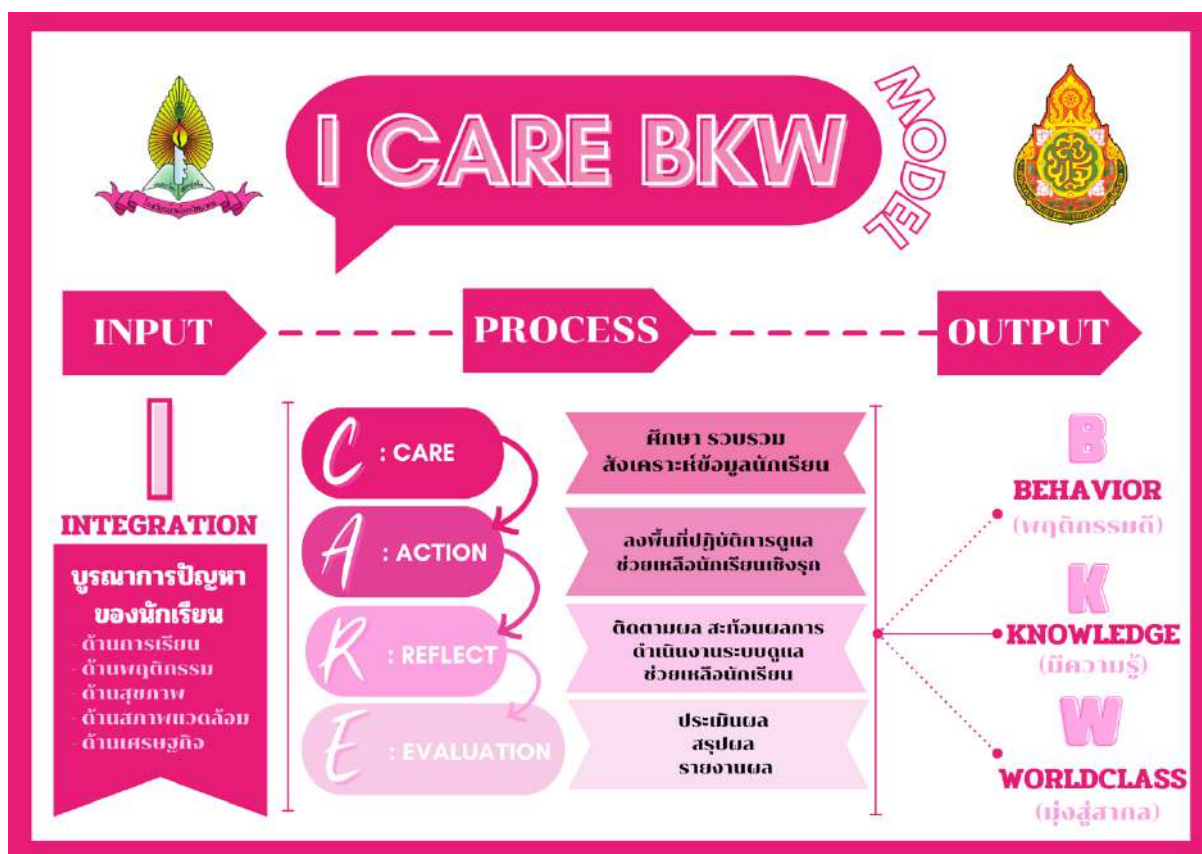 I CARE BKW
MODEL
INPUT
PROCESS
OUTPUT
I
INTEGRATION
บูรณาการปัญหา
ของนักเรียน
- ด้านการเรียน
- ด้านพฤติกรรม
- ด้านสุขภาพ
- ด้านสภาพแวดล้อม
- ด้านเศรษฐกิจ
C : CARE
ศึกษา รวบรวม
สังเคราะห์ข้อมูลนักเรียน
A : ACTION
ลงพื้นที่ปฏิบัติการดูแล
ช่วยเหลือนักเรียนเชิงรุก
R : REFLECT
ติดตามผล สะท้อนผลการ
ดำเนินงานระบบดูแล
ช่วยเหลือนักเรียน
E : EVALUATION
ประเมินผล
สรุปผล
รายงานผล
B
BEHAVIOR
(พฤติกรรมดี)
K
KNOWLEDGE
(มีความรู้)
W
WORLDCLASS
(มุ่งสู่สากล)